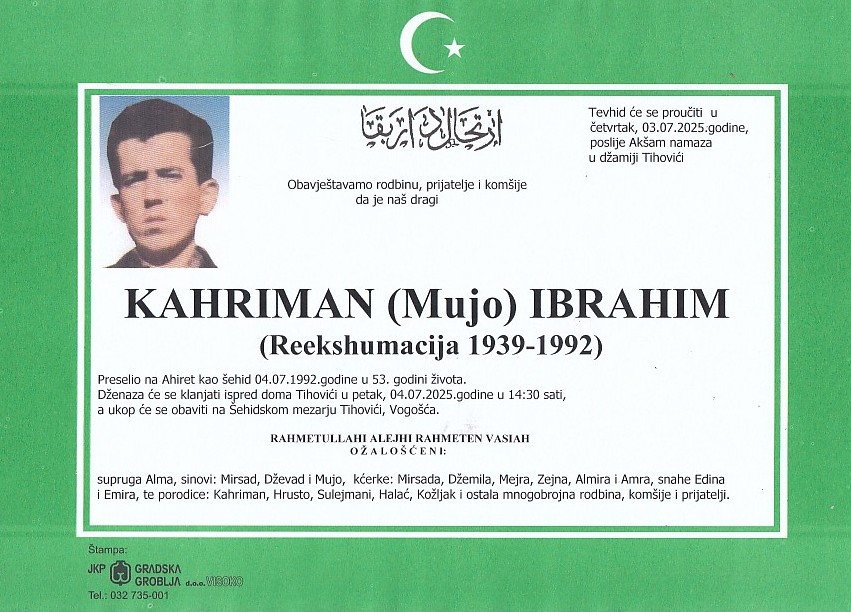 ارتحال دار بقا
Tevhid će se proučiti u
četvrtak, 03.07.2025.godine,
poslije Akšam namaza
u džamiji Tihovići
Obavještavamo rodbinu, prijatelje i komšije
da je naš dragi
KAHRIMAN (Mujo) IBRAHIM
(Reekshumacija 1939-1992)
Preselio na Ahiret kao šehid 04.07.1992.godine u 53. godini života.
Dženaza će se klanjati ispred doma Tihovići u petak, 04.07.2025.godine u 14:30 sati,
a ukop će se obaviti na Šehidskom mezarju Tihovići, Vogošća.
RAHMETULLAHI ALEJHI RAHMETEN VASIAH
OŽALOŠĆENI:
supruga Alma, sinovi: Mirsad, Dževad i Mujo, kćerke: Mirsada, Džemila, Mejra, Zejna, Almira i Amra, snahe Edina
i Emira, te porodice: Kahriman, Hrusto, Sulejmani, Halać, Kožljak i ostala mnogobrojna rodbina, komšije i prijatelji.
Štampa:
JKP GRADSKA
GROBLJA d.o.o. VISOKO
Tel.: 032 735-001